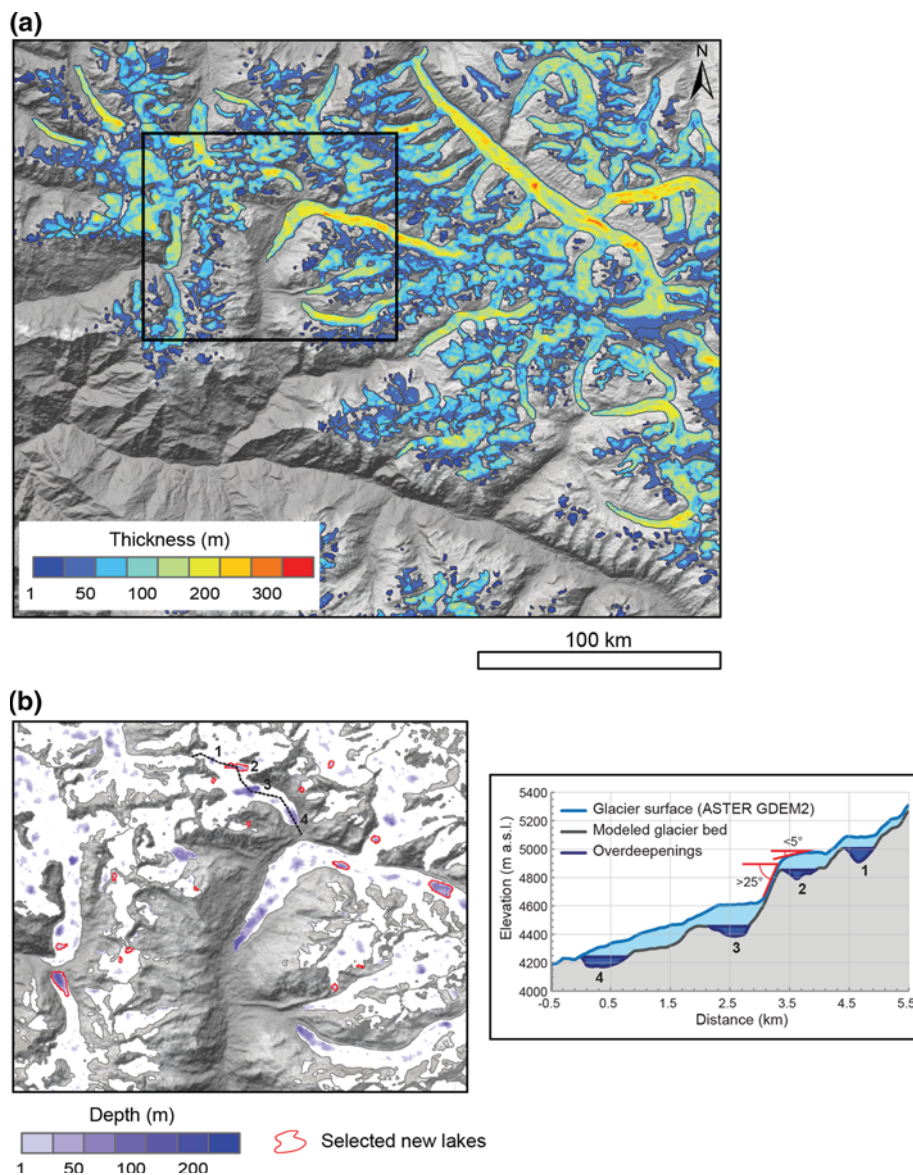 (a)
N
Thickness (m)
1 50 100 200 300
100 km
(b)
1
2
3
4
Depth (m)
1 50 100 200
Selected new lakes
Glacier surface (ASTER GDEM2)
Modeled glacier bed
Overdeepenings
Elevation (m a.s.l.)
5400
5200
5000
4800
4600
4400
4200
4000
<5°
>25°
1
2
3
4
-0.5 0.5 1.5 2.5 3.5 4.5 5.5
Distance (km)